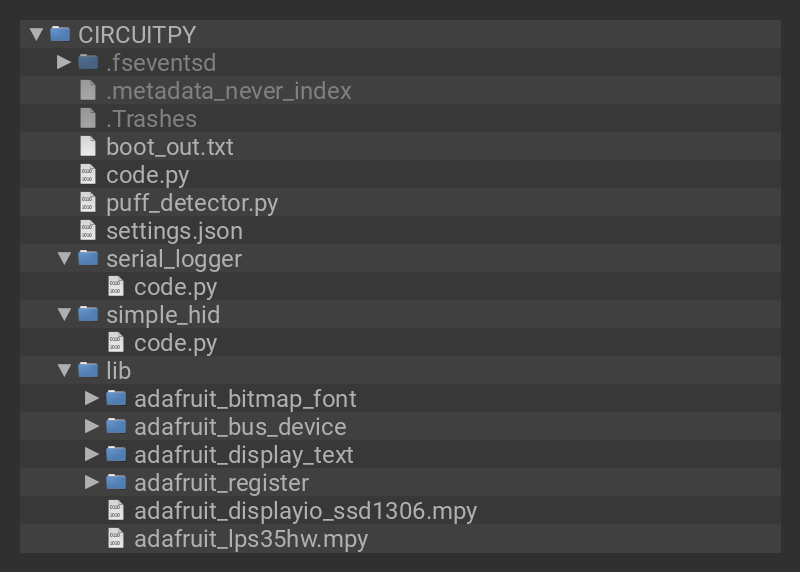 CIRCUITPY
.fseventsd
.metadata_never_index
.Trashes
boot_out.txt
code.py
puff_detector.py
settings.json
serial_logger
code.py
simple_hid
code.py
lib
adafruit_bitmap_font
adafruit_bus_device
adafruit_display_text
adafruit_register
adafruit_displayio_ssd1306.mpy
adafruit_lps35hw.mpy